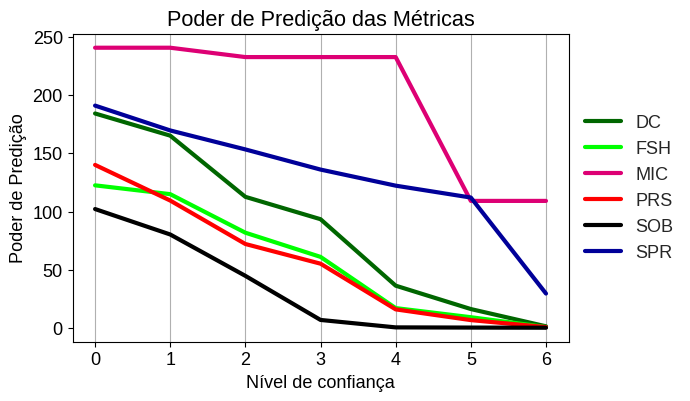 Poder de Predição das Métricas
Poder de Predição
250
200
150
100
50
0
0 1 2 3 4 5 6
Nível de confiança
DC
FSH
MIC
PRS
SOB
SPR